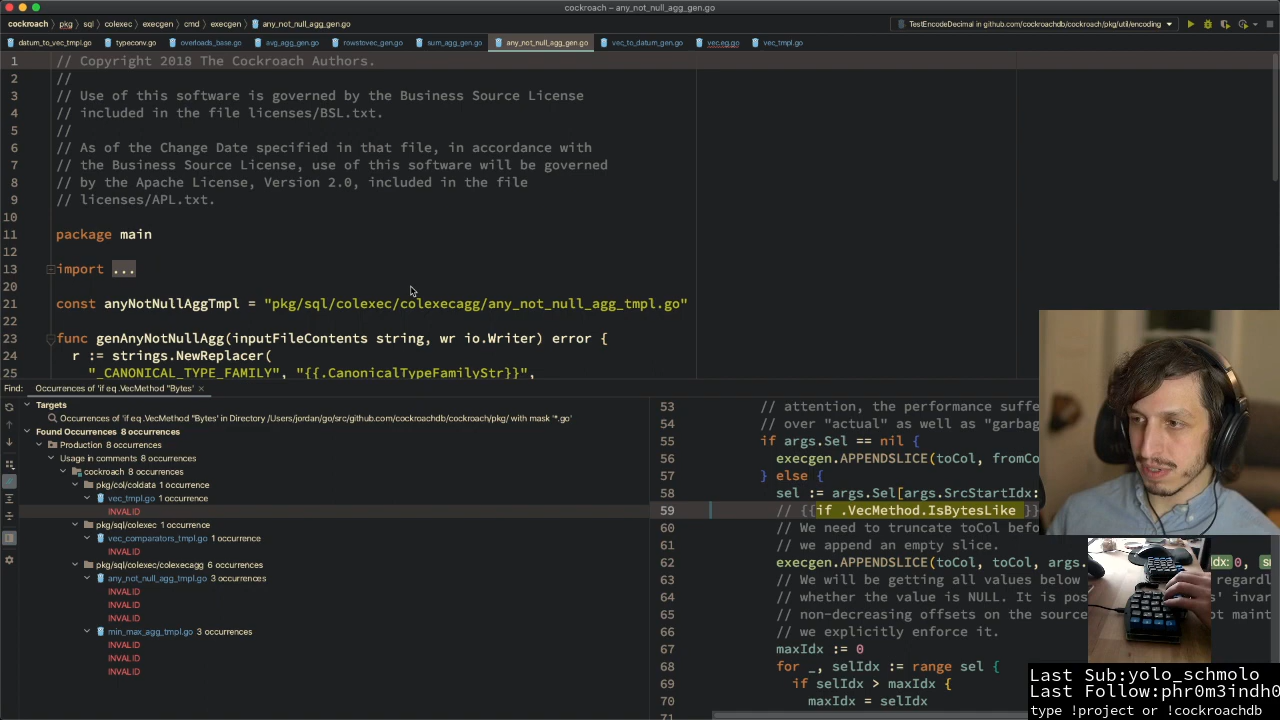 cockroach – any_not_null_agg_gen.go
cockroach › pkg › sql › colexec › execgen › cmd › execgen › any_not_null_agg_gen.go
TestEncodeDecimal in github.com/cockroachdb/cockroach/pkg/util/encoding
datum_to_vec_tmpl.go typeconv.go overloads_base.go avg_agg_gen.go rowstovec_gen.go sum_agg_gen.go any_not_null_agg_gen.go vec_to_datum_gen.go vec.eg.go vec_tmpl.go
1 // Copyright 2018 The Cockroach Authors.
2 //
3 // Use of this software is governed by the Business Source License
4 // included in the file licenses/BSL.txt.
5 //
6 // As of the Change Date specified in that file, in accordance with
7 // the Business Source License, use of this software will be governed
8 // by the Apache License, Version 2.0, included in the file
9 // licenses/APL.txt.
10
11 package main
12
13 import ...
20
21 const anyNotNullAggTmpl = "pkg/sql/colexec/colexecagg/any_not_null_agg_tmpl.go"
22
23 func genAnyNotNullAgg(inputFileContents string, wr io.Writer) error {
24 r := strings.NewReplacer(
25 "_CANONICAL_TYPE_FAMILY", "{{.CanonicalTypeFamilyStr}}",
Find: Occurrences of 'if eq .VecMethod "Bytes' ×
Targets
Occurrences of 'if eq .VecMethod "Bytes' in Directory /Users/jordan/go/src/github.com/cockroachdb/cockroach/pkg/ with mask '*.go'
Found Occurrences 8 occurrences
Production 8 occurrences
Usage in comments 8 occurrences
cockroach 8 occurrences
pkg/col/coldata 1 occurrence
vec_tmpl.go 1 occurrence
INVALID
pkg/sql/colexec 1 occurrence
vec_comparators_tmpl.go 1 occurrence
INVALID
pkg/sql/colexec/colexecagg 6 occurrences
any_not_null_agg_tmpl.go 3 occurrences
INVALID
INVALID
INVALID
min_max_agg_tmpl.go 3 occurrences
INVALID
INVALID
INVALID
53 // attention, the performance suffe
54 // over "actual" as well as "garbag
55 if args.Sel == nil {
56 execgen.APPENDSLICE(toCol, fromCo
57 } else {
58 sel := args.Sel[args.SrcStartIdx:
59 // {{if .VecMethod.IsBytesLike }}
60 // We need to truncate toCol befo
61 // we append an empty slice.
62 execgen.APPENDSLICE(toCol, toCol, args. Idx: 0,
63 // We will be getting all values below regardl
64 // whether the value is NULL. It is pos s' invar
65 // non-decreasing offsets on the source ot maint
66 // we explicitly enforce it.
67 maxIdx := 0
68 for _, selIdx := range sel {
69 if selIdx > maxIdx {
70 maxIdx = selIdx
71
Last Sub:yolo_schmolo
Last Follow:phr0m3indh0
type !project or !cockroachdb